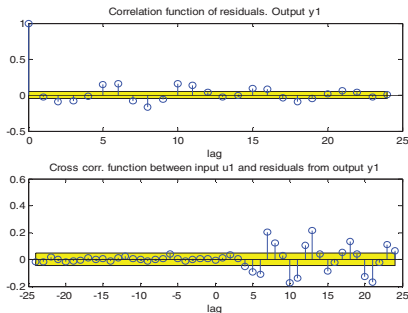 Correlation function of residuals. Output y1
1
0.5
0
-0.5
0 5 10 15 20 25
lag
Cross corr. function between input u1 and residuals from output y1
0.6
0.4
0.2
0
-0.2
-25 -20 -15 -10 -5 0 5 10 15 20 25
lag